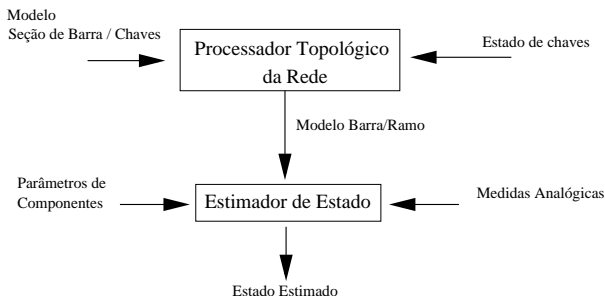 Modelo
Seção de Barra / Chaves
Processador Topológico
da Rede
Estado de chaves
Modelo Barra/Ramo
Parâmetros de
Componentes
Estimador de Estado
Medidas Analógicas
Estado Estimado